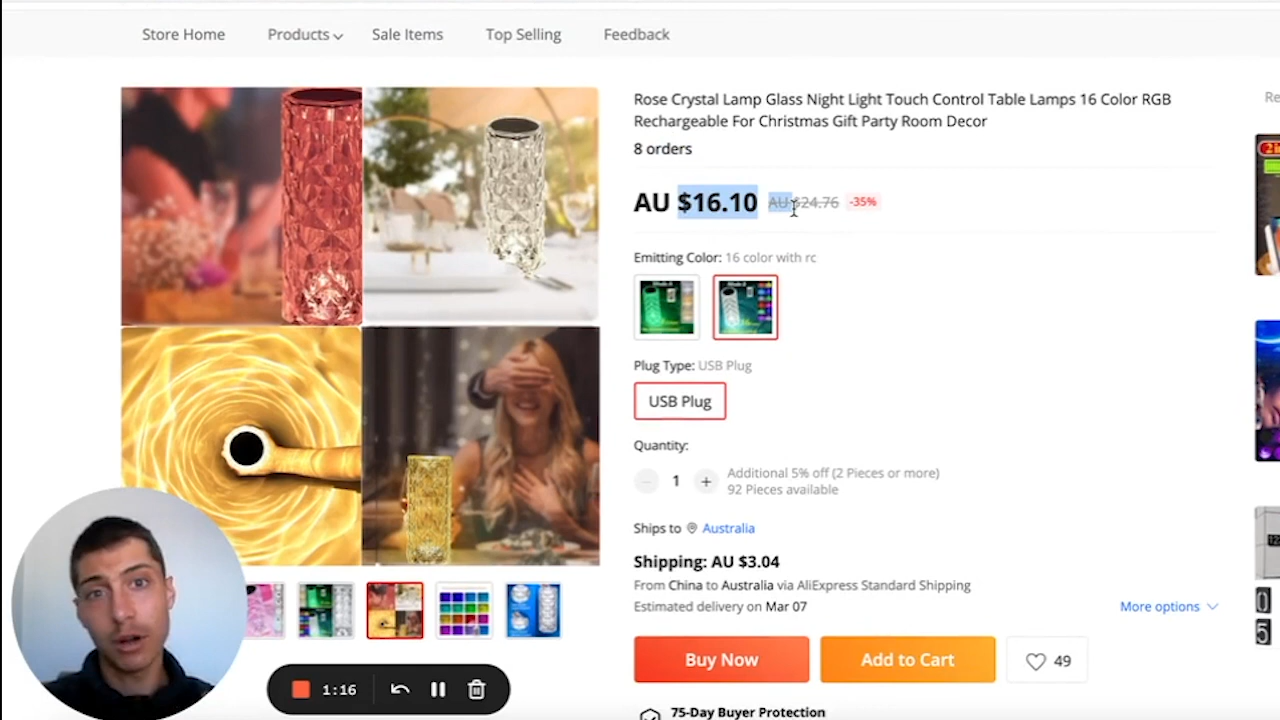 Store Home Products Sale Items Top Selling Feedback
Rose Crystal Lamp Glass Night Light Touch Control Table Lamps 16 Color RGB
Rechargeable For Christmas Gift Party Room Decor
8 orders
AU $16.10 AU $24.76 -35%
Emitting Color: 16 color with rc
Plug Type: USB Plug
USB Plug
Quantity:
1
Additional 5% off (2 Pieces or more)
92 Pieces available
Ships to Australia
Shipping: AU $3.04
From China to Australia via AliExpress Standard Shipping
Estimated delivery on Mar 07
More options
Buy Now
Add to Cart
49
75-Day Buyer Protection
1:16
Re